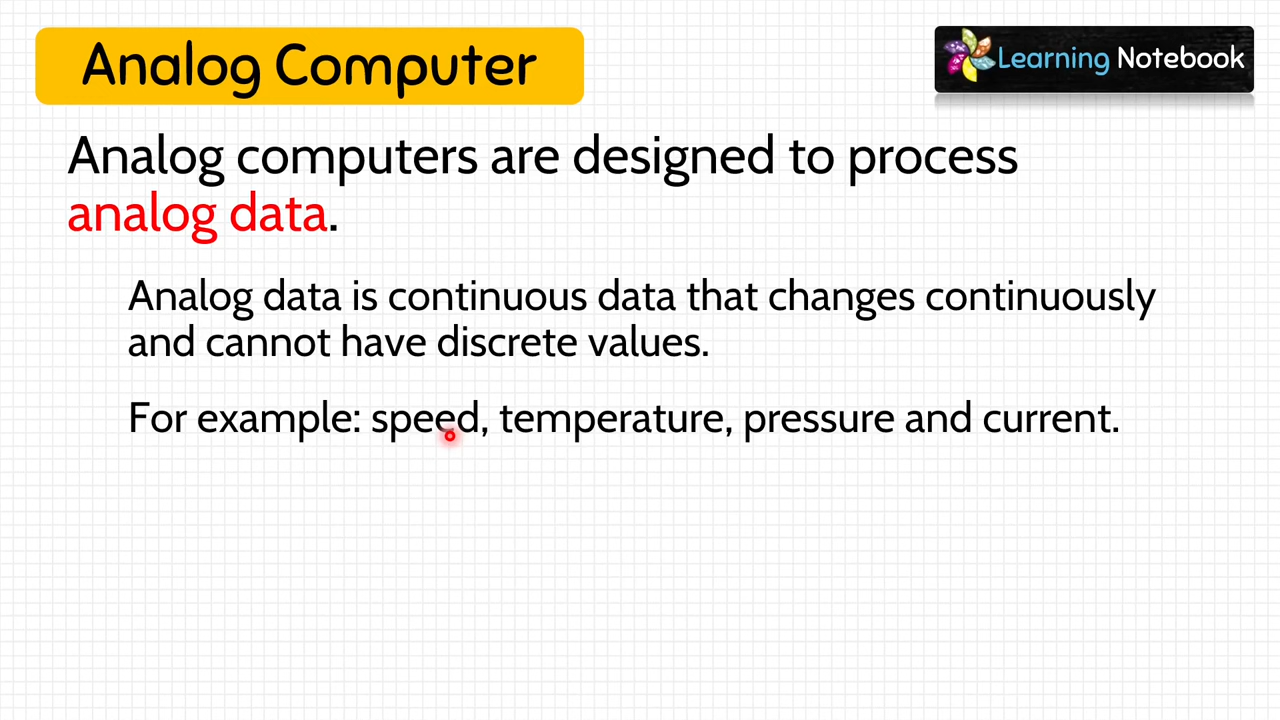 Analog Computer
Learning Notebook
Analog computers are designed to process
analog data.
Analog data is continuous data that changes continuously
and cannot have discrete values.
For example: speed, temperature, pressure and current.